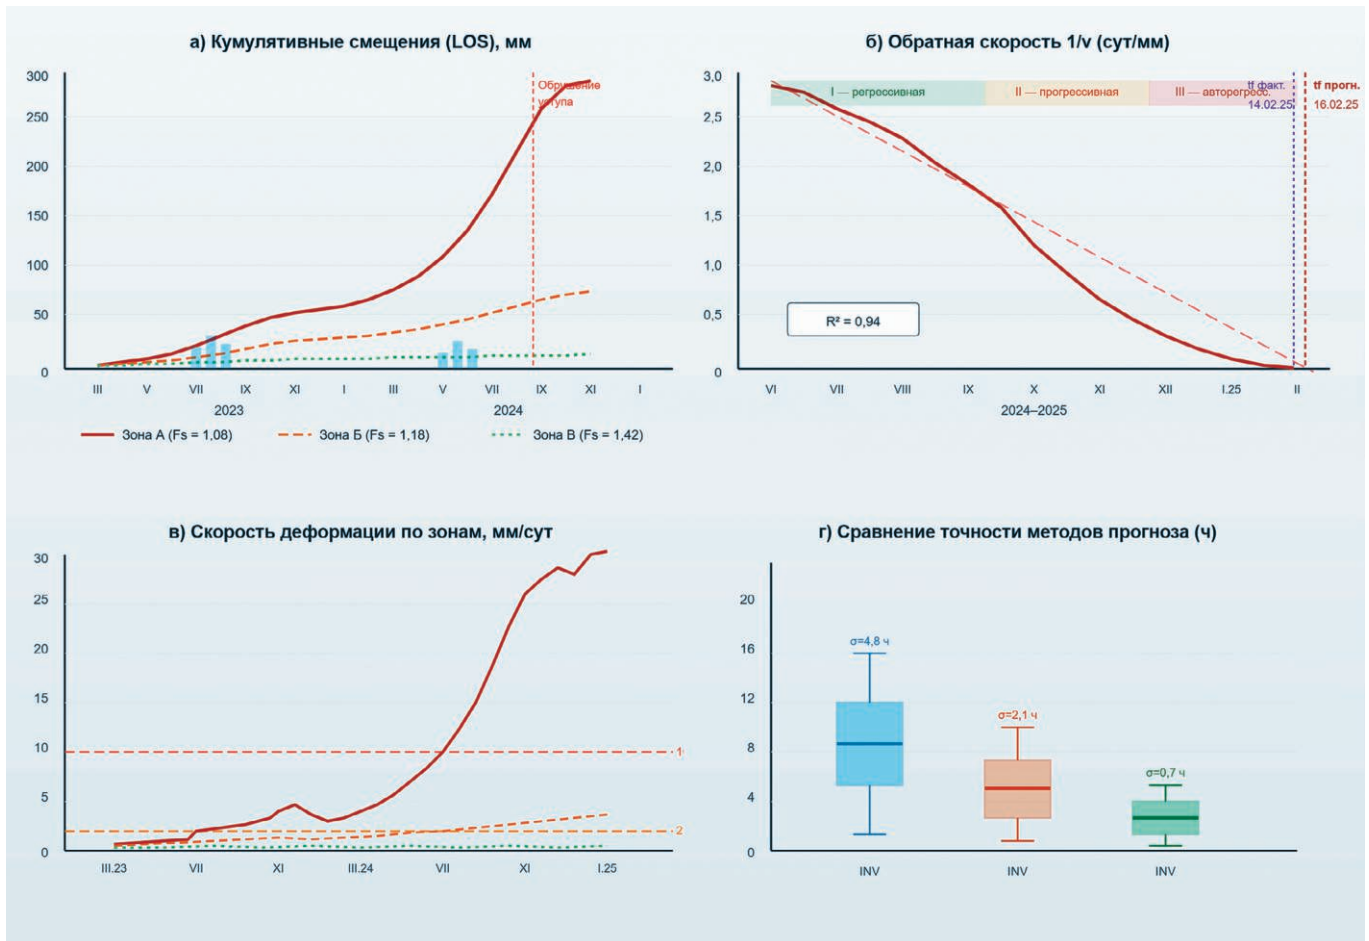 а) Кумулятивные смещения (LOS), мм
300
250
200
150
100
50
0
Обрушение
уступа
III V VII IX XI I III V VII IX XI I
2023 2024
Зона А (Fs = 1,08) Зона Б (Fs = 1,18) Зона В (Fs = 1,42)
б) Обратная скорость 1/v (сут/мм)
3,0
2,5
2,0
1,5
1,0
0,5
0
I — регрессивная II — прогрессивная III — авторегресс.
tf факт.
14.02.25
tf прогн.
16.02.25
R² = 0,94
VI VII VIII IX X XI XII I.25 II
2024–2025
в) Скорость деформации по зонам, мм/сут
30
25
20
15
10
5
0
1
2
III.23 VII XI III.24 VII XI I.25
г) Сравнение точности методов прогноза (ч)
20
16
12
8
4
0
σ=4,8 ч
σ=2,1 ч
σ=0,7 ч
INV INV INV